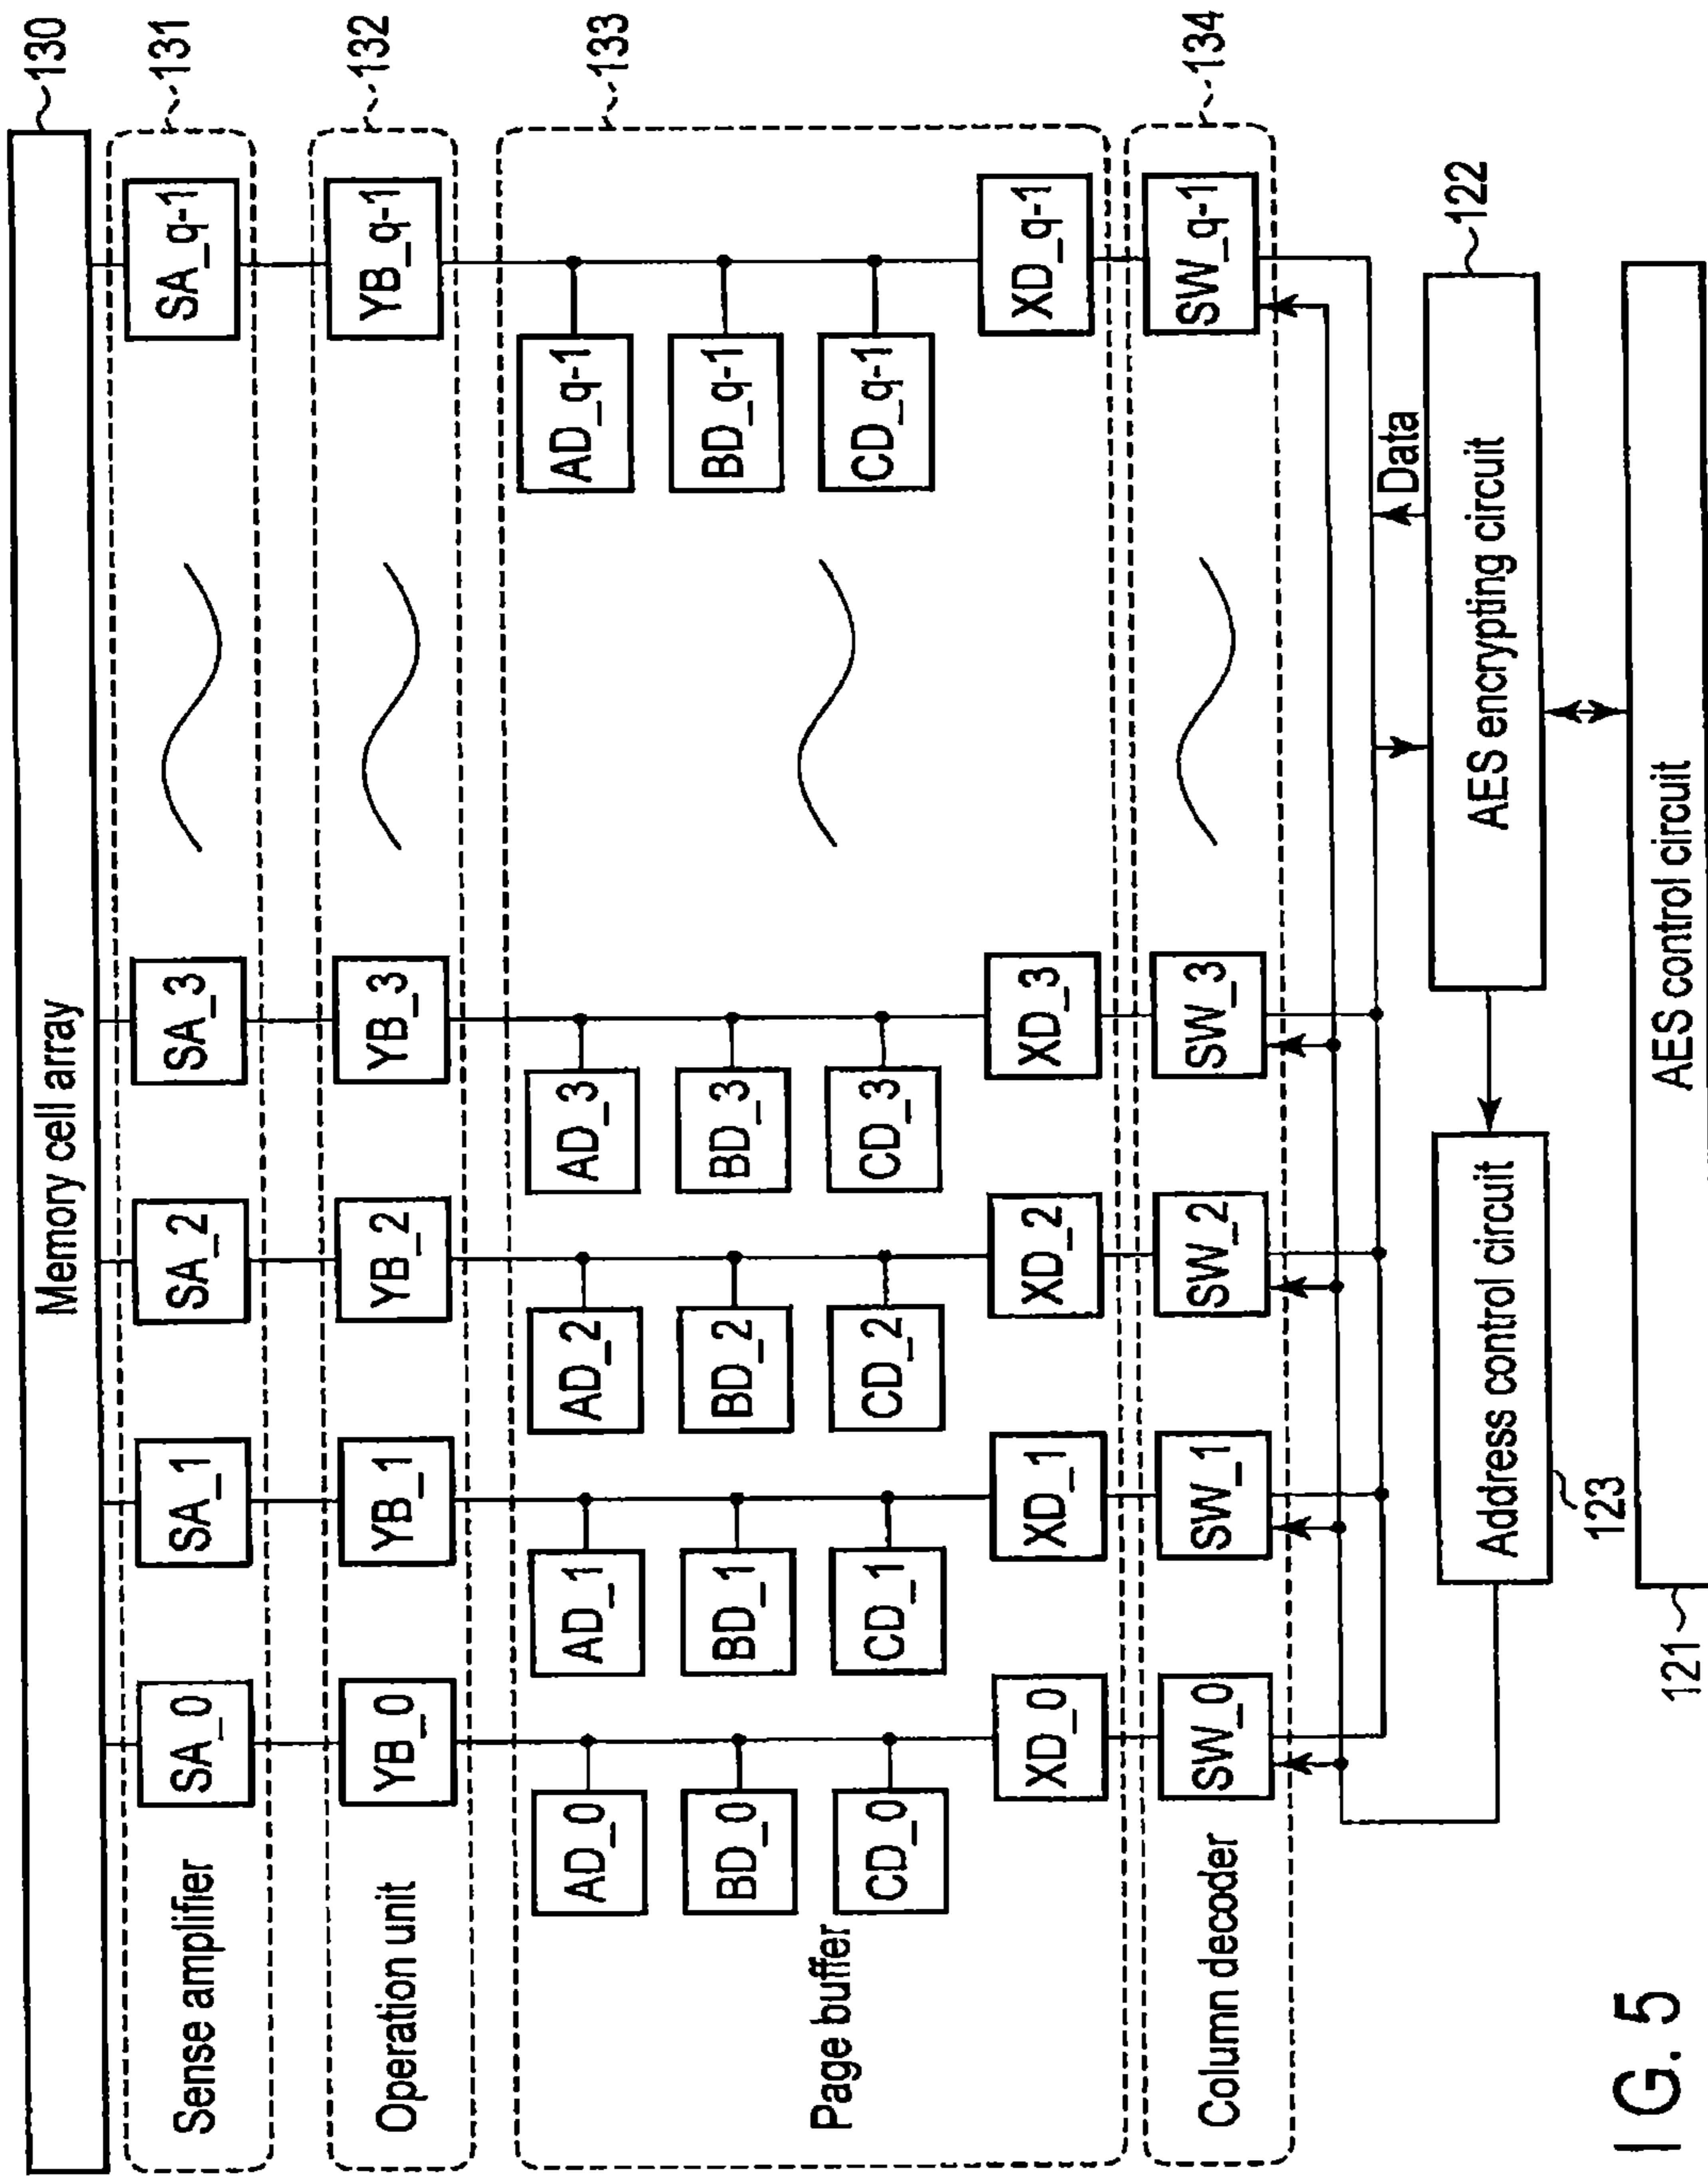 Memory cell array
130
Sense amplifier
SA_0
SA_1
SA_2
SA_3
SA_q-1
131
Operation unit
YB_0
YB_1
YB_2
YB_3
YB_q-1
132
Page buffer
133
AD_0
AD_1
AD_2
AD_3
AD_q-1
BD_0
BD_1
BD_2
BD_3
BD_q-1
CD_0
CD_1
CD_2
CD_3
CD_q-1
XD_0
XD_1
XD_2
XD_3
XD_q-1
Column decoder
SW_0
SW_1
SW_2
SW_3
SW_q-1
134
Data
Address control circuit
123
AES encrypting circuit
122
AES control circuit
121
I G. 5